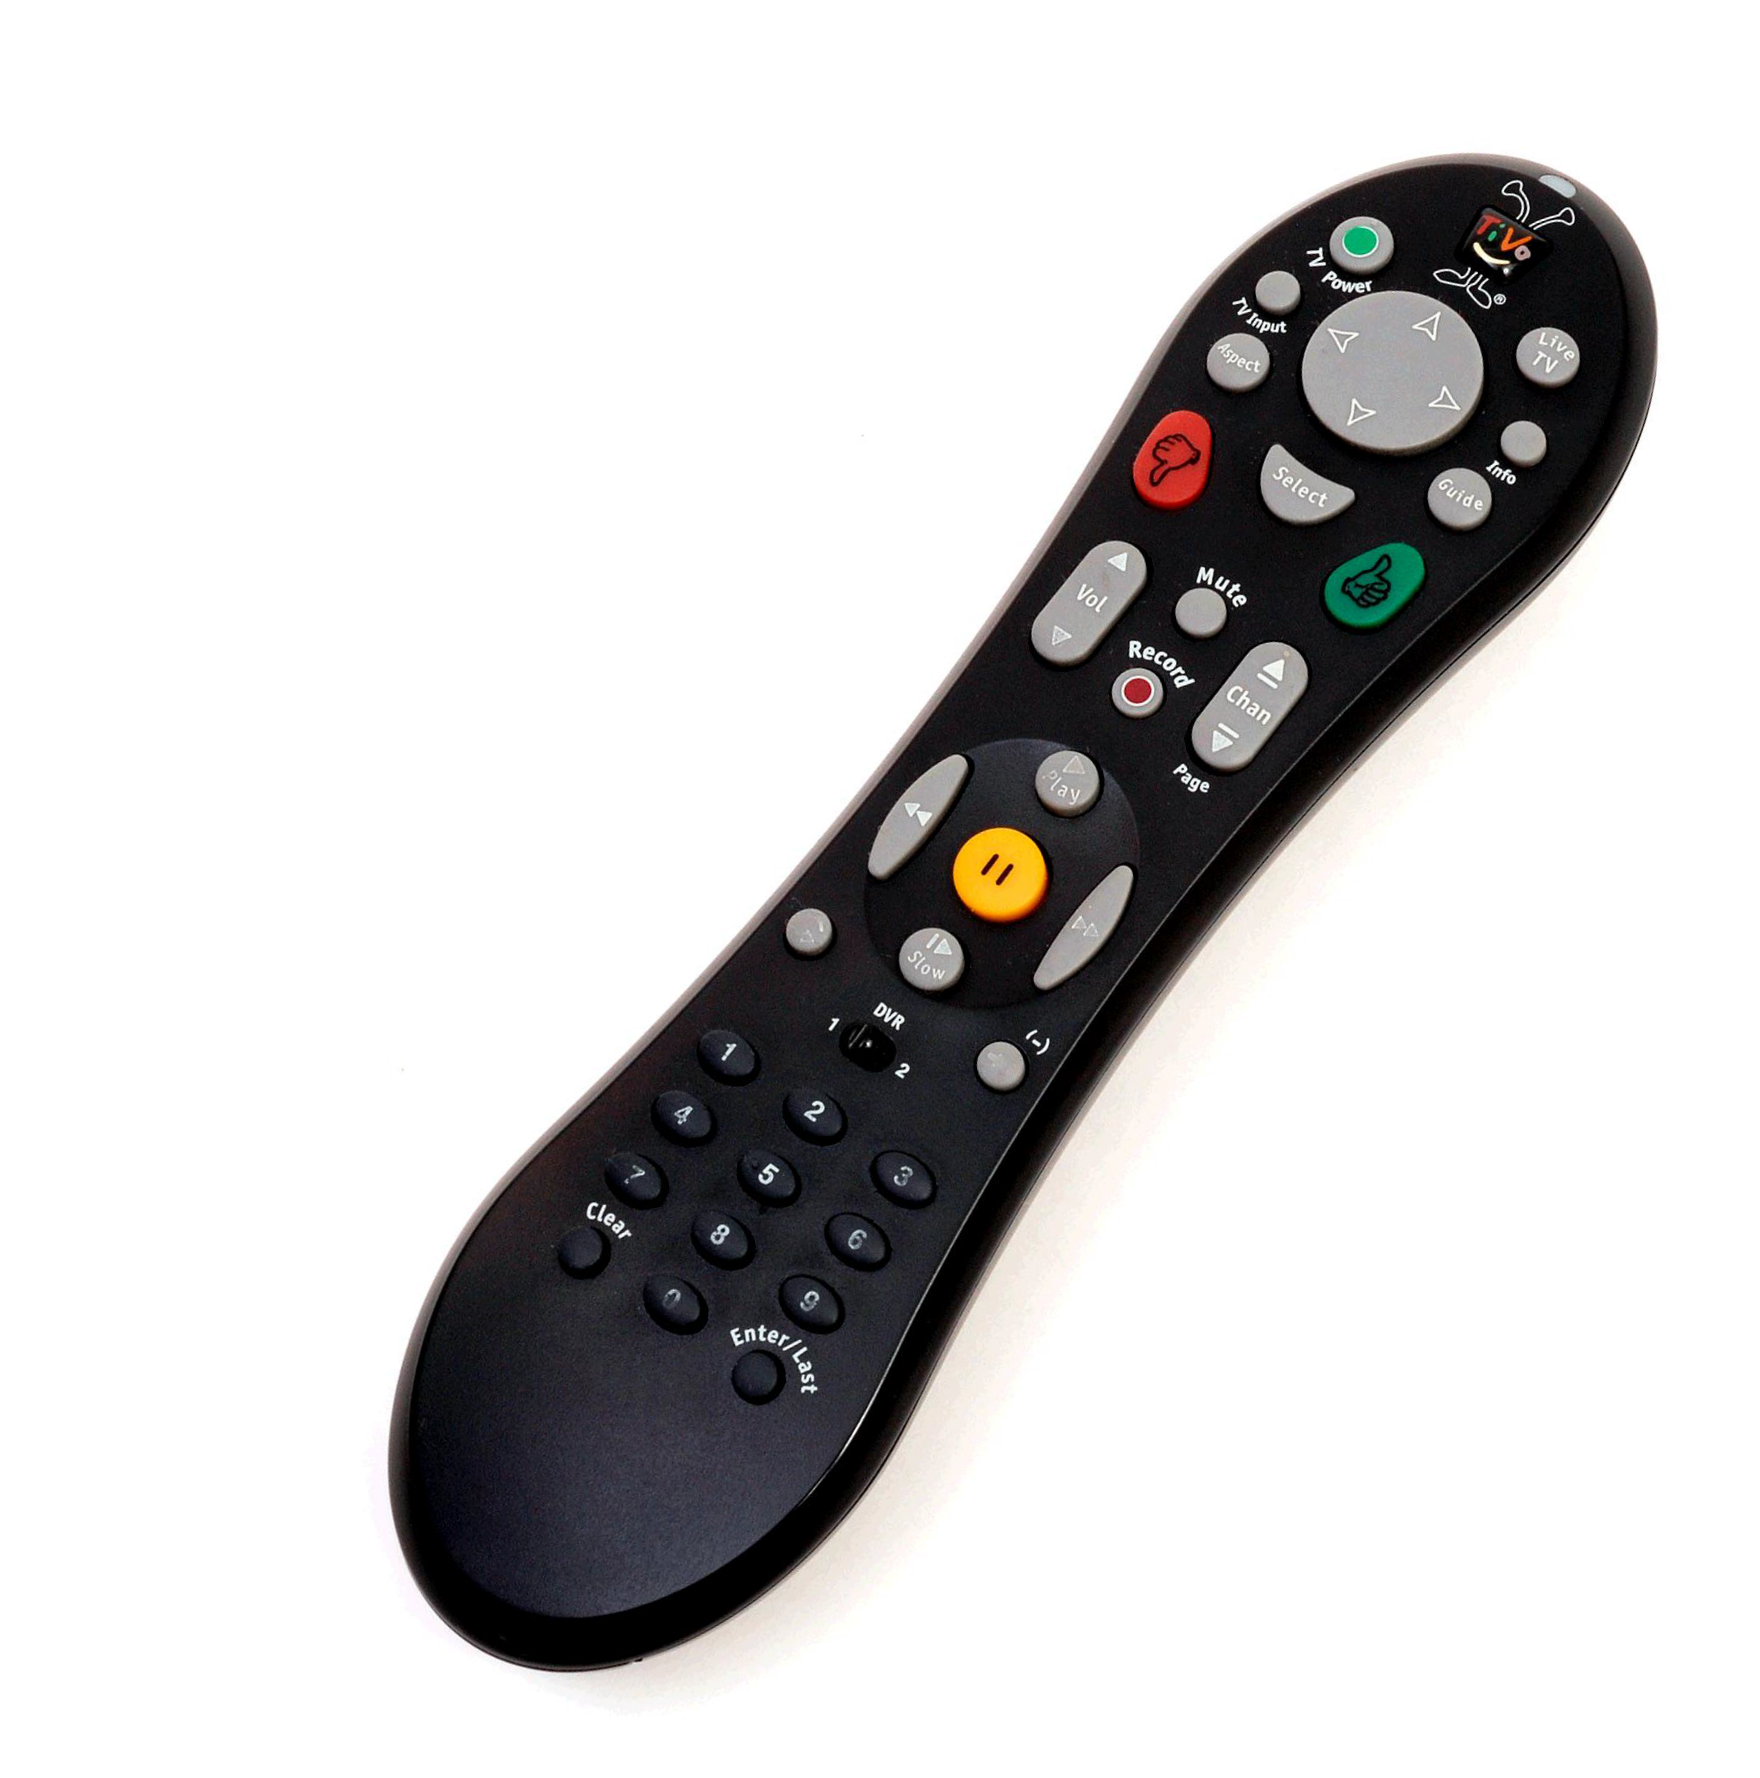 TiVo
®
TV Power
TV Input
Aspect
Live
TV
Info
Guide
Select
Vol
Mute
Record
Chan
Page
Play
Slow
DVR
1
2
(-)
1
2
3
4
5
6
7
8
9
Clear
0
Enter/Last